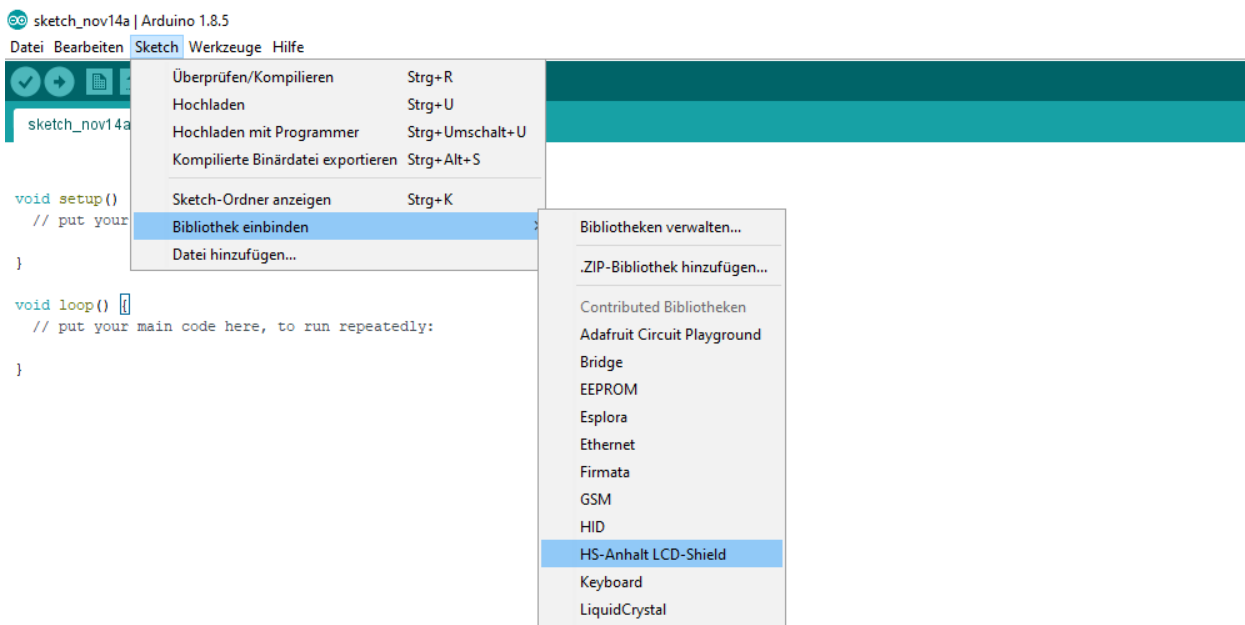 sketch_nov14a | Arduino 1.8.5
Datei Bearbeiten Sketch Werkzeuge Hilfe
Überprüfen/Kompilieren Strg+R
Hochladen Strg+U
Hochladen mit Programmer Strg+Umschalt+U
Kompilierte Binärdatei exportieren Strg+Alt+S
Sketch-Ordner anzeigen Strg+K
Bibliothek einbinden
Datei hinzufügen...
sketch_nov14a
void setup()
// put your
}
void loop() {
// put your main code here, to run repeatedly:
}
Bibliotheken verwalten...
.ZIP-Bibliothek hinzufügen...
Contributed Bibliotheken
Adafruit Circuit Playground
Bridge
EEPROM
Esplora
Ethernet
Firmata
GSM
HID
HS-Anhalt LCD-Shield
Keyboard
LiquidCrystal